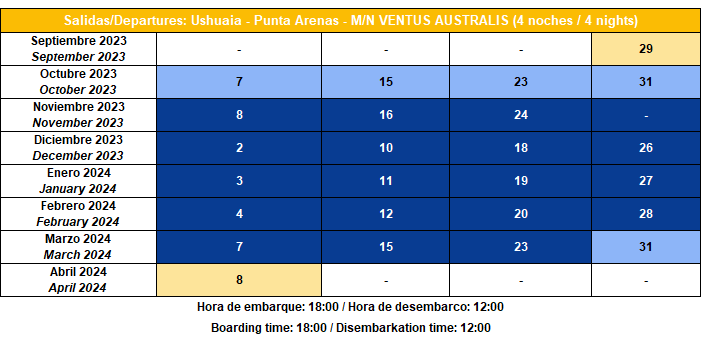 Salidas/Departures: Ushuaia - Punta Arenas - M/N VENTUS AUSTRALIS (4 noches / 4 nights)
Septiembre 2023
September 2023
- - - 29
Octubre 2023
October 2023
7 15 23 31
Noviembre 2023
November 2023
8 16 24 -
Diciembre 2023
December 2023
2 10 18 26
Enero 2024
January 2024
3 11 19 27
Febrero 2024
February 2024
4 12 20 28
Marzo 2024
March 2024
7 15 23 31
Abril 2024
April 2024
8 - - -
Hora de embarque: 18:00 / Hora de desembarco: 12:00
Boarding time: 18:00 / Disembarkation time: 12:00